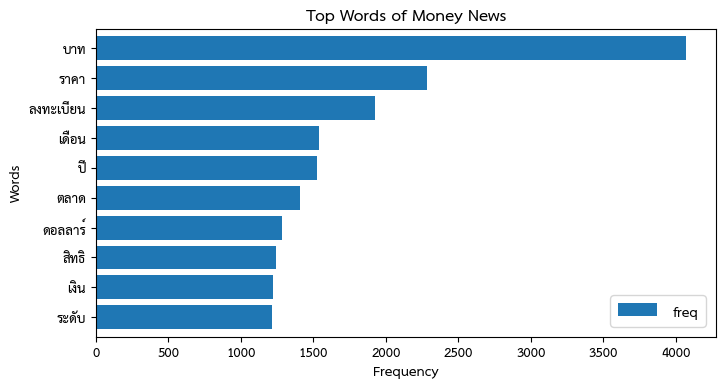 Top Words of Money News
Words
บาท
ราคา
ลงทะเบียน
เดือน
ปี
ตลาด
ดอลลาร์
สิทธิ
เงิน
ระดับ
freq
0 500 1000 1500 2000 2500 3000 3500 4000
Frequency